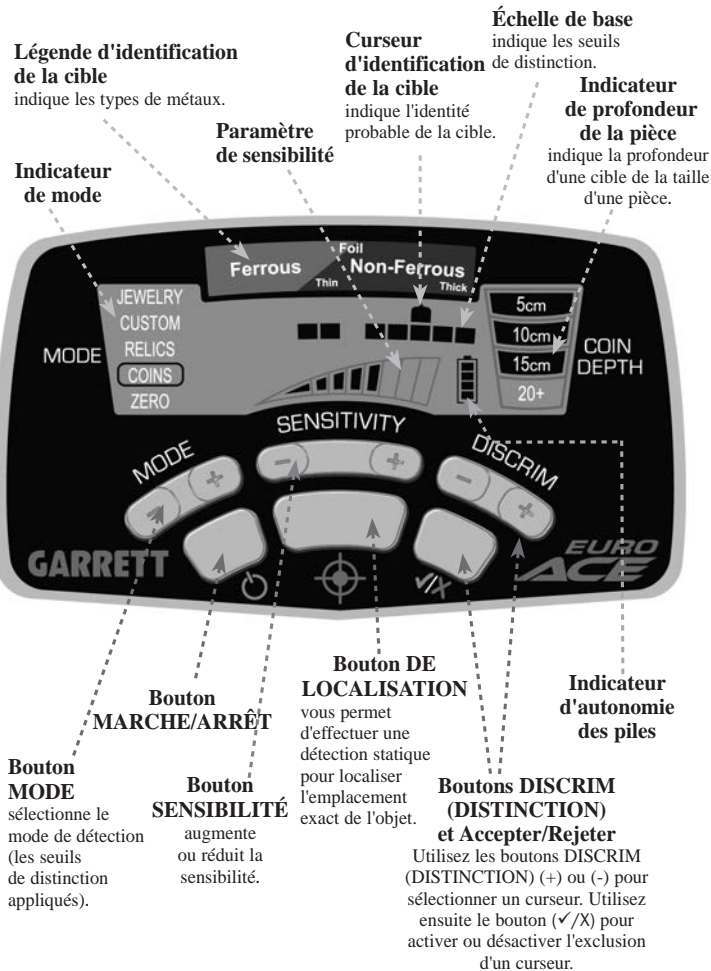 Légende d'identification
de la cible
indique les types de métaux.
Indicateur
de mode
Paramètre
de sensibilité
Curseur
d'identification
de la cible
indique l'identité
probable de la cible.
Échelle de base
indique les seuils
de distinction.
Indicateur
de profondeur
de la pièce
indique la profondeur
d'une cible de la taille
d'une pièce.
Ferrous
Foil
Thin
Non-Ferrous
Thick
MODE
JEWELRY
CUSTOM
RELICS
COINS
ZERO
5cm
10cm
15cm
20+
COIN
DEPTH
SENSITIVITY
MODE
- +
- +
DISCRIM
- +
GARRETT
✓/X
EURO
ACE
Bouton
MARCHE/ARRÊT
Bouton
MODE
sélectionne le
mode de détection
(les seuils
de distinction
appliqués).
Bouton
SENSIBILITÉ
augmente
ou réduit la
sensibilité.
Bouton DE
LOCALISATION
vous permet
d'effectuer une
détection statique
pour localiser
l'emplacement
exact de l'objet.
Indicateur
d'autonomie
des piles
Boutons DISCRIM
(DISTINCTION)
et Accepter/Rejeter
Utilisez les boutons DISCRIM
(DISTINCTION) (+) ou (-) pour
sélectionner un curseur. Utilisez
ensuite le bouton (✓/X) pour
activer ou désactiver l'exclusion
d'un curseur.